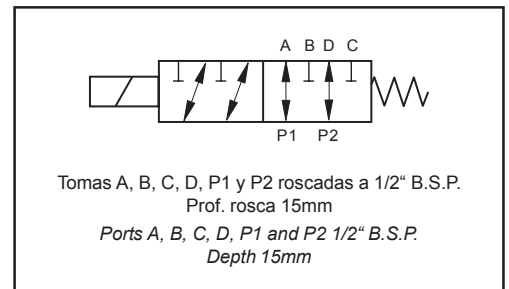 A B D C
P1 P2
Tomas A, B, C, D, P1 y P2 roscadas a 1/2“ B.S.P.
Prof. rosca 15mm
Ports A, B, C, D, P1 and P2 1/2“ B.S.P.
Depth 15mm